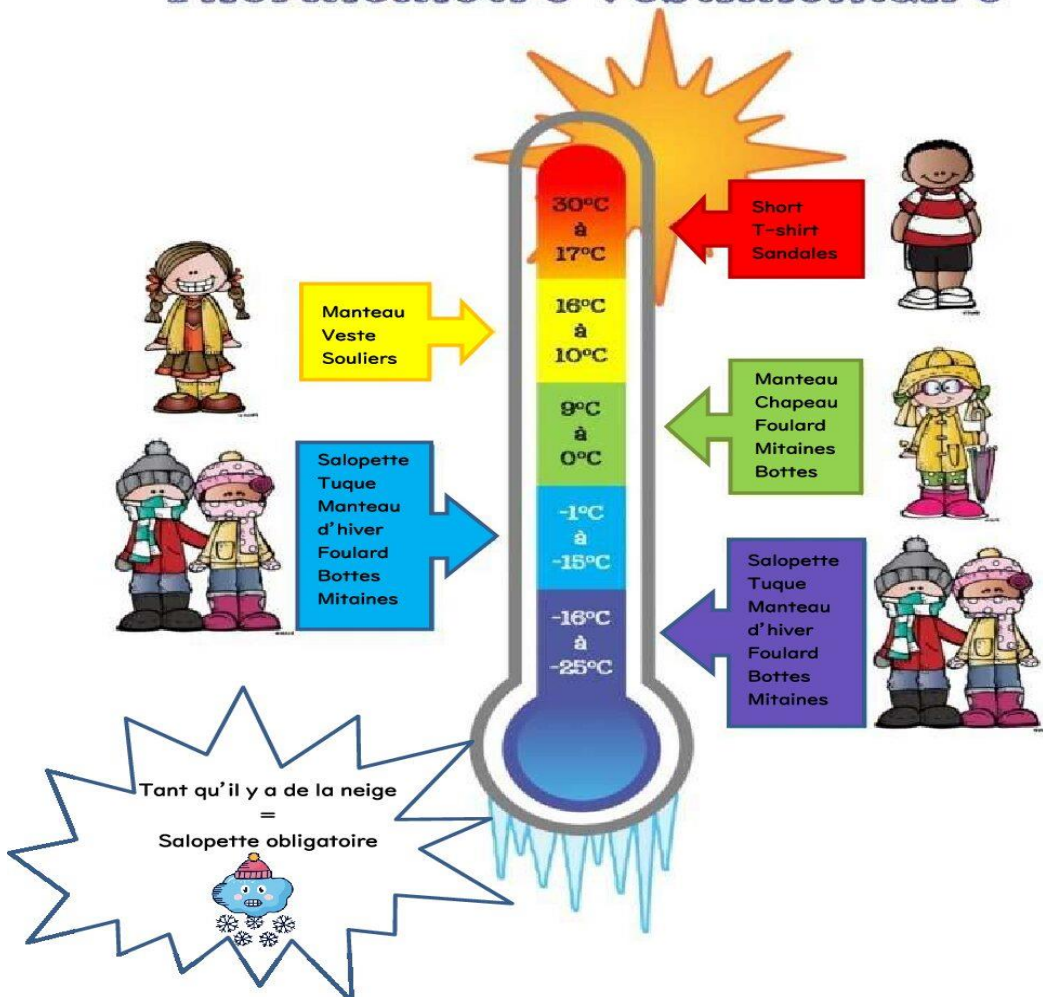 Thermomètre vestimentaire
30°C
à
17°C
Short
T-shirt
Sandales
Manteau
Veste
Souliers
16°C
à
10°C
9°C
à
0°C
Manteau
Chapeau
Foulard
Mitaines
Bottes
Salopette
Tuque
Manteau
d'hiver
Foulard
Bottes
Mitaines
-1°C
à
-15°C
-16°C
à
-25°C
Salopette
Tuque
Manteau
d'hiver
Foulard
Bottes
Mitaines
Tant qu'il y a de la neige
=
Salopette obligatoire